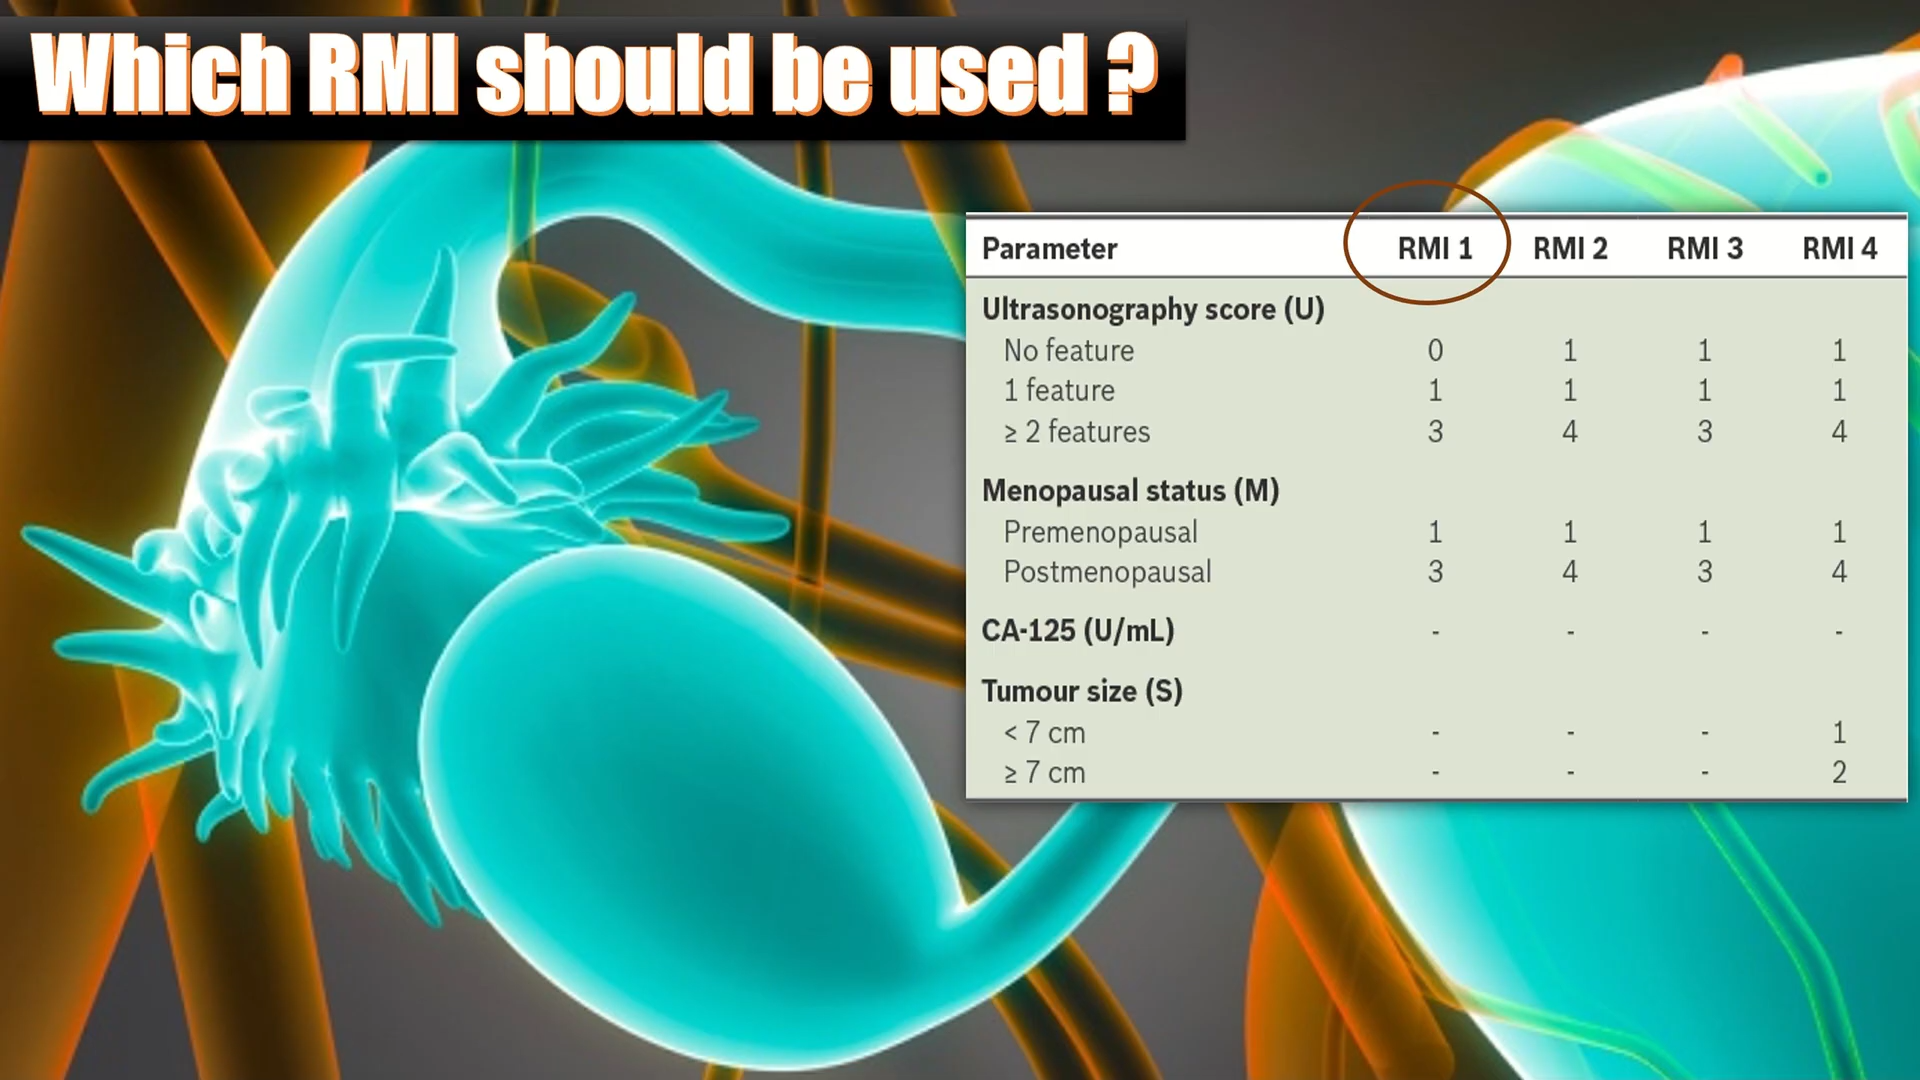 Which RMI should be used ?
Parameter RMI 1 RMI 2 RMI 3 RMI 4
Ultrasonography score (U)
No feature 0 1 1 1
1 feature 1 1 1 1
≥ 2 features 3 4 3 4
Menopausal status (M)
Premenopausal 1 1 1 1
Postmenopausal 3 4 3 4
CA-125 (U/mL) - - - -
Tumour size (S)
< 7 cm - - - 1
≥ 7 cm - - - 2